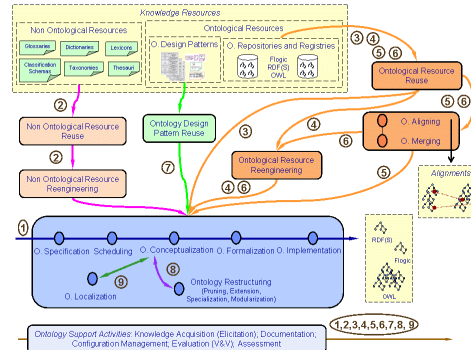 Knowledge Resources
Non Ontological Resources
Glossaries
Dictionaries
Lexicons
Classification
Schemas
Taxonomies
Thesauri
Ontological Resources
O. Design Patterns
O. Repositories and Registries
Flogic
RDF(S)
OWL
3 4
5 6
Ontological Resource
Reuse
5 6
2
Non Ontological Resource
Reuse
2
Non Ontological Resource
Reengineering
Ontology Design
Pattern Reuse
7
3
4
6
O. Aligning
O. Merging
Ontological Resource
Reengineering
4 6
5
Alignments
1
O. Specification
Scheduling
O. Conceptualization
O. Formalization
O. Implementation
9
8
O. Localization
Ontology Restructuring
(Pruning, Extension,
Specialization, Modularization)
RDF(S)
Flogic
OWL
1,2,3,4,5,6,7,8, 9
Ontology Support Activities: Knowledge Acquisition (Elicitation); Documentation;
Configuration Management; Evaluation (V&V); Assessment